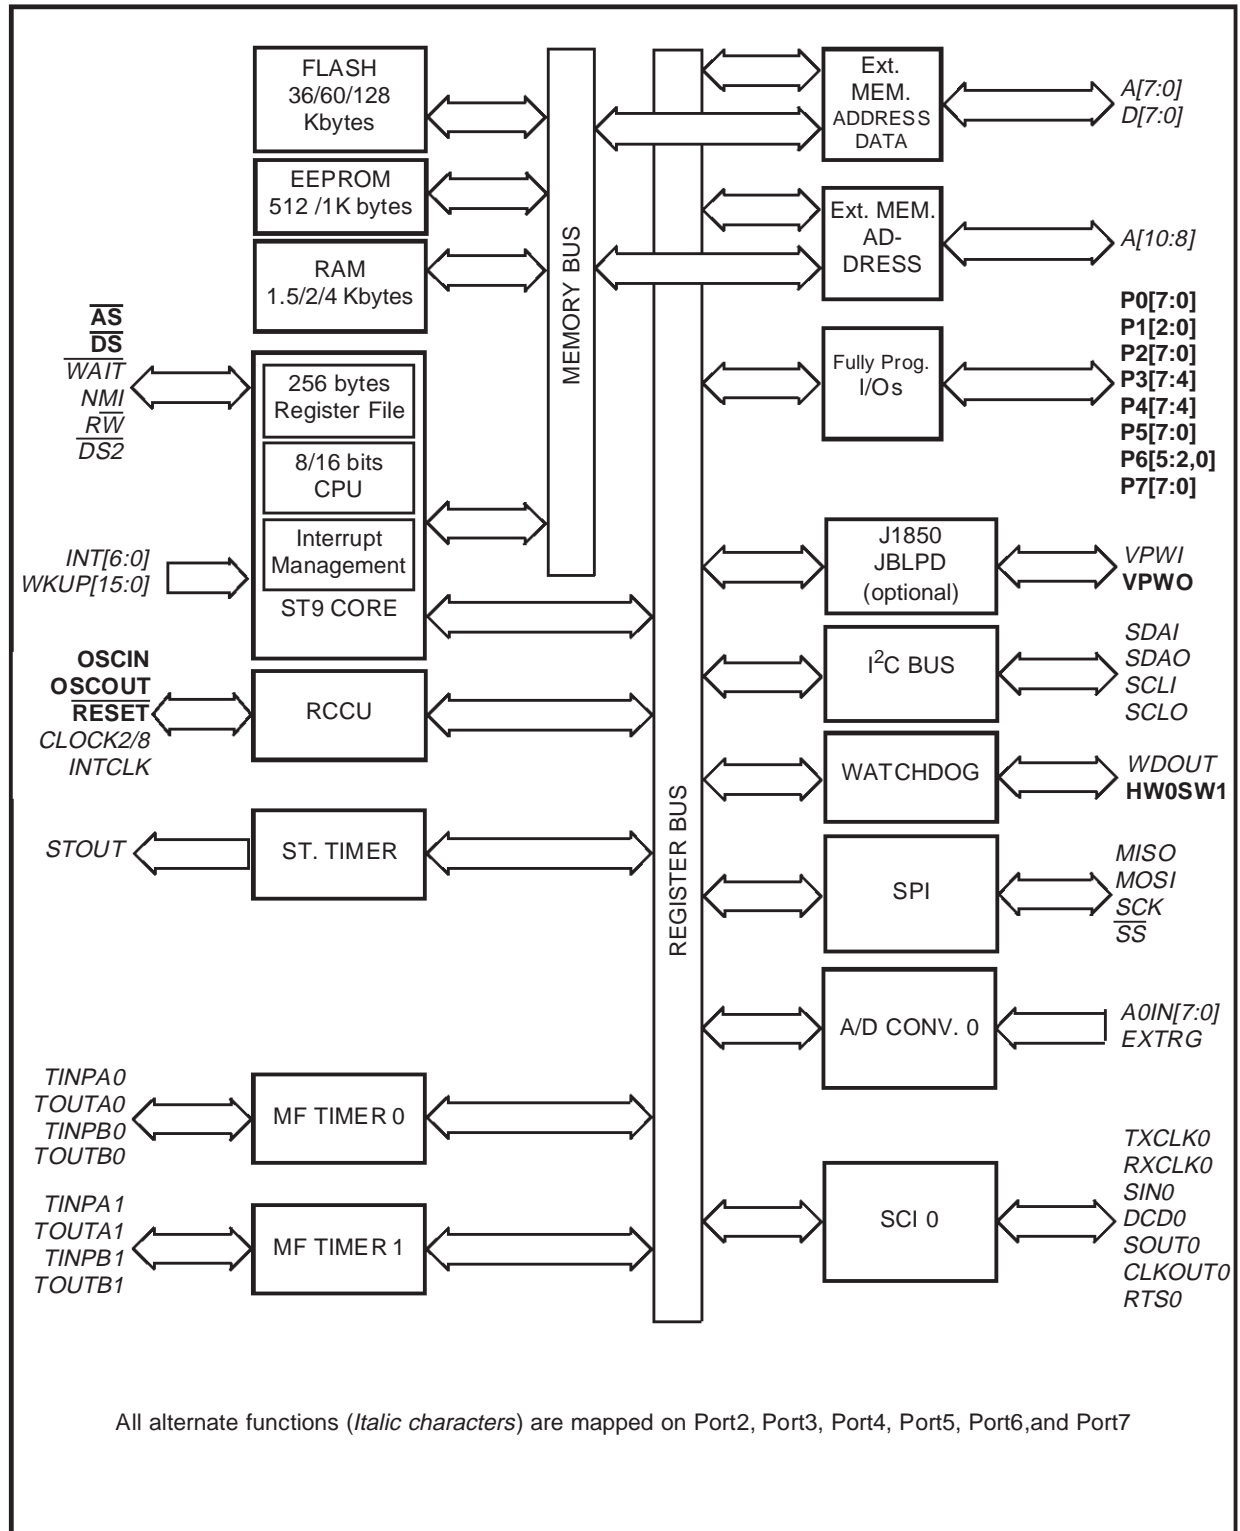 FLASH
36/60/128
Kbytes
EEPROM
512 /1K bytes
RAM
1.5/2/4 Kbytes
AS
DS
WAIT
NMI
RW
DS2
256 bytes
Register File
8/16 bits
CPU
Interrupt
Management
ST9 CORE
INT[6:0]
WKUP[15:0]
OSCIN
OSCOUT
RESET
CLOCK2/8
INTCLK
RCCU
STOUT
ST. TIMER
TINPA0
TOUTA0
TINPB0
TOUTB0
MF TIMER 0
TINPA1
TOUTA1
TINPB1
TOUTB1
MF TIMER 1
MEMORY BUS
REGISTER BUS
Ext.
MEM.
ADDRESS
DATA
A[7:0]
D[7:0]
Ext. MEM.
AD-
DRESS
A[10:8]
Fully Prog.
I/Os
P0[7:0]
P1[2:0]
P2[7:0]
P3[7:4]
P4[7:4]
P5[7:0]
P6[5:2,0]
P7[7:0]
J1850
JBLPD
(optional)
VPWI
VPWO
I2C BUS
SDAI
SDAO
SCLI
SCLO
WATCHDOG
WDOUT
HW0SW1
SPI
MISO
MOSI
SCK
SS
A/D CONV. 0
A0IN[7:0]
EXTRG
SCI 0
TXCLK0
RXCLK0
SIN0
DCD0
SOUT0
CLKOUT0
RTS0
All alternate functions (Italic characters) are mapped on Port2, Port3, Port4, Port5, Port6,and Port7